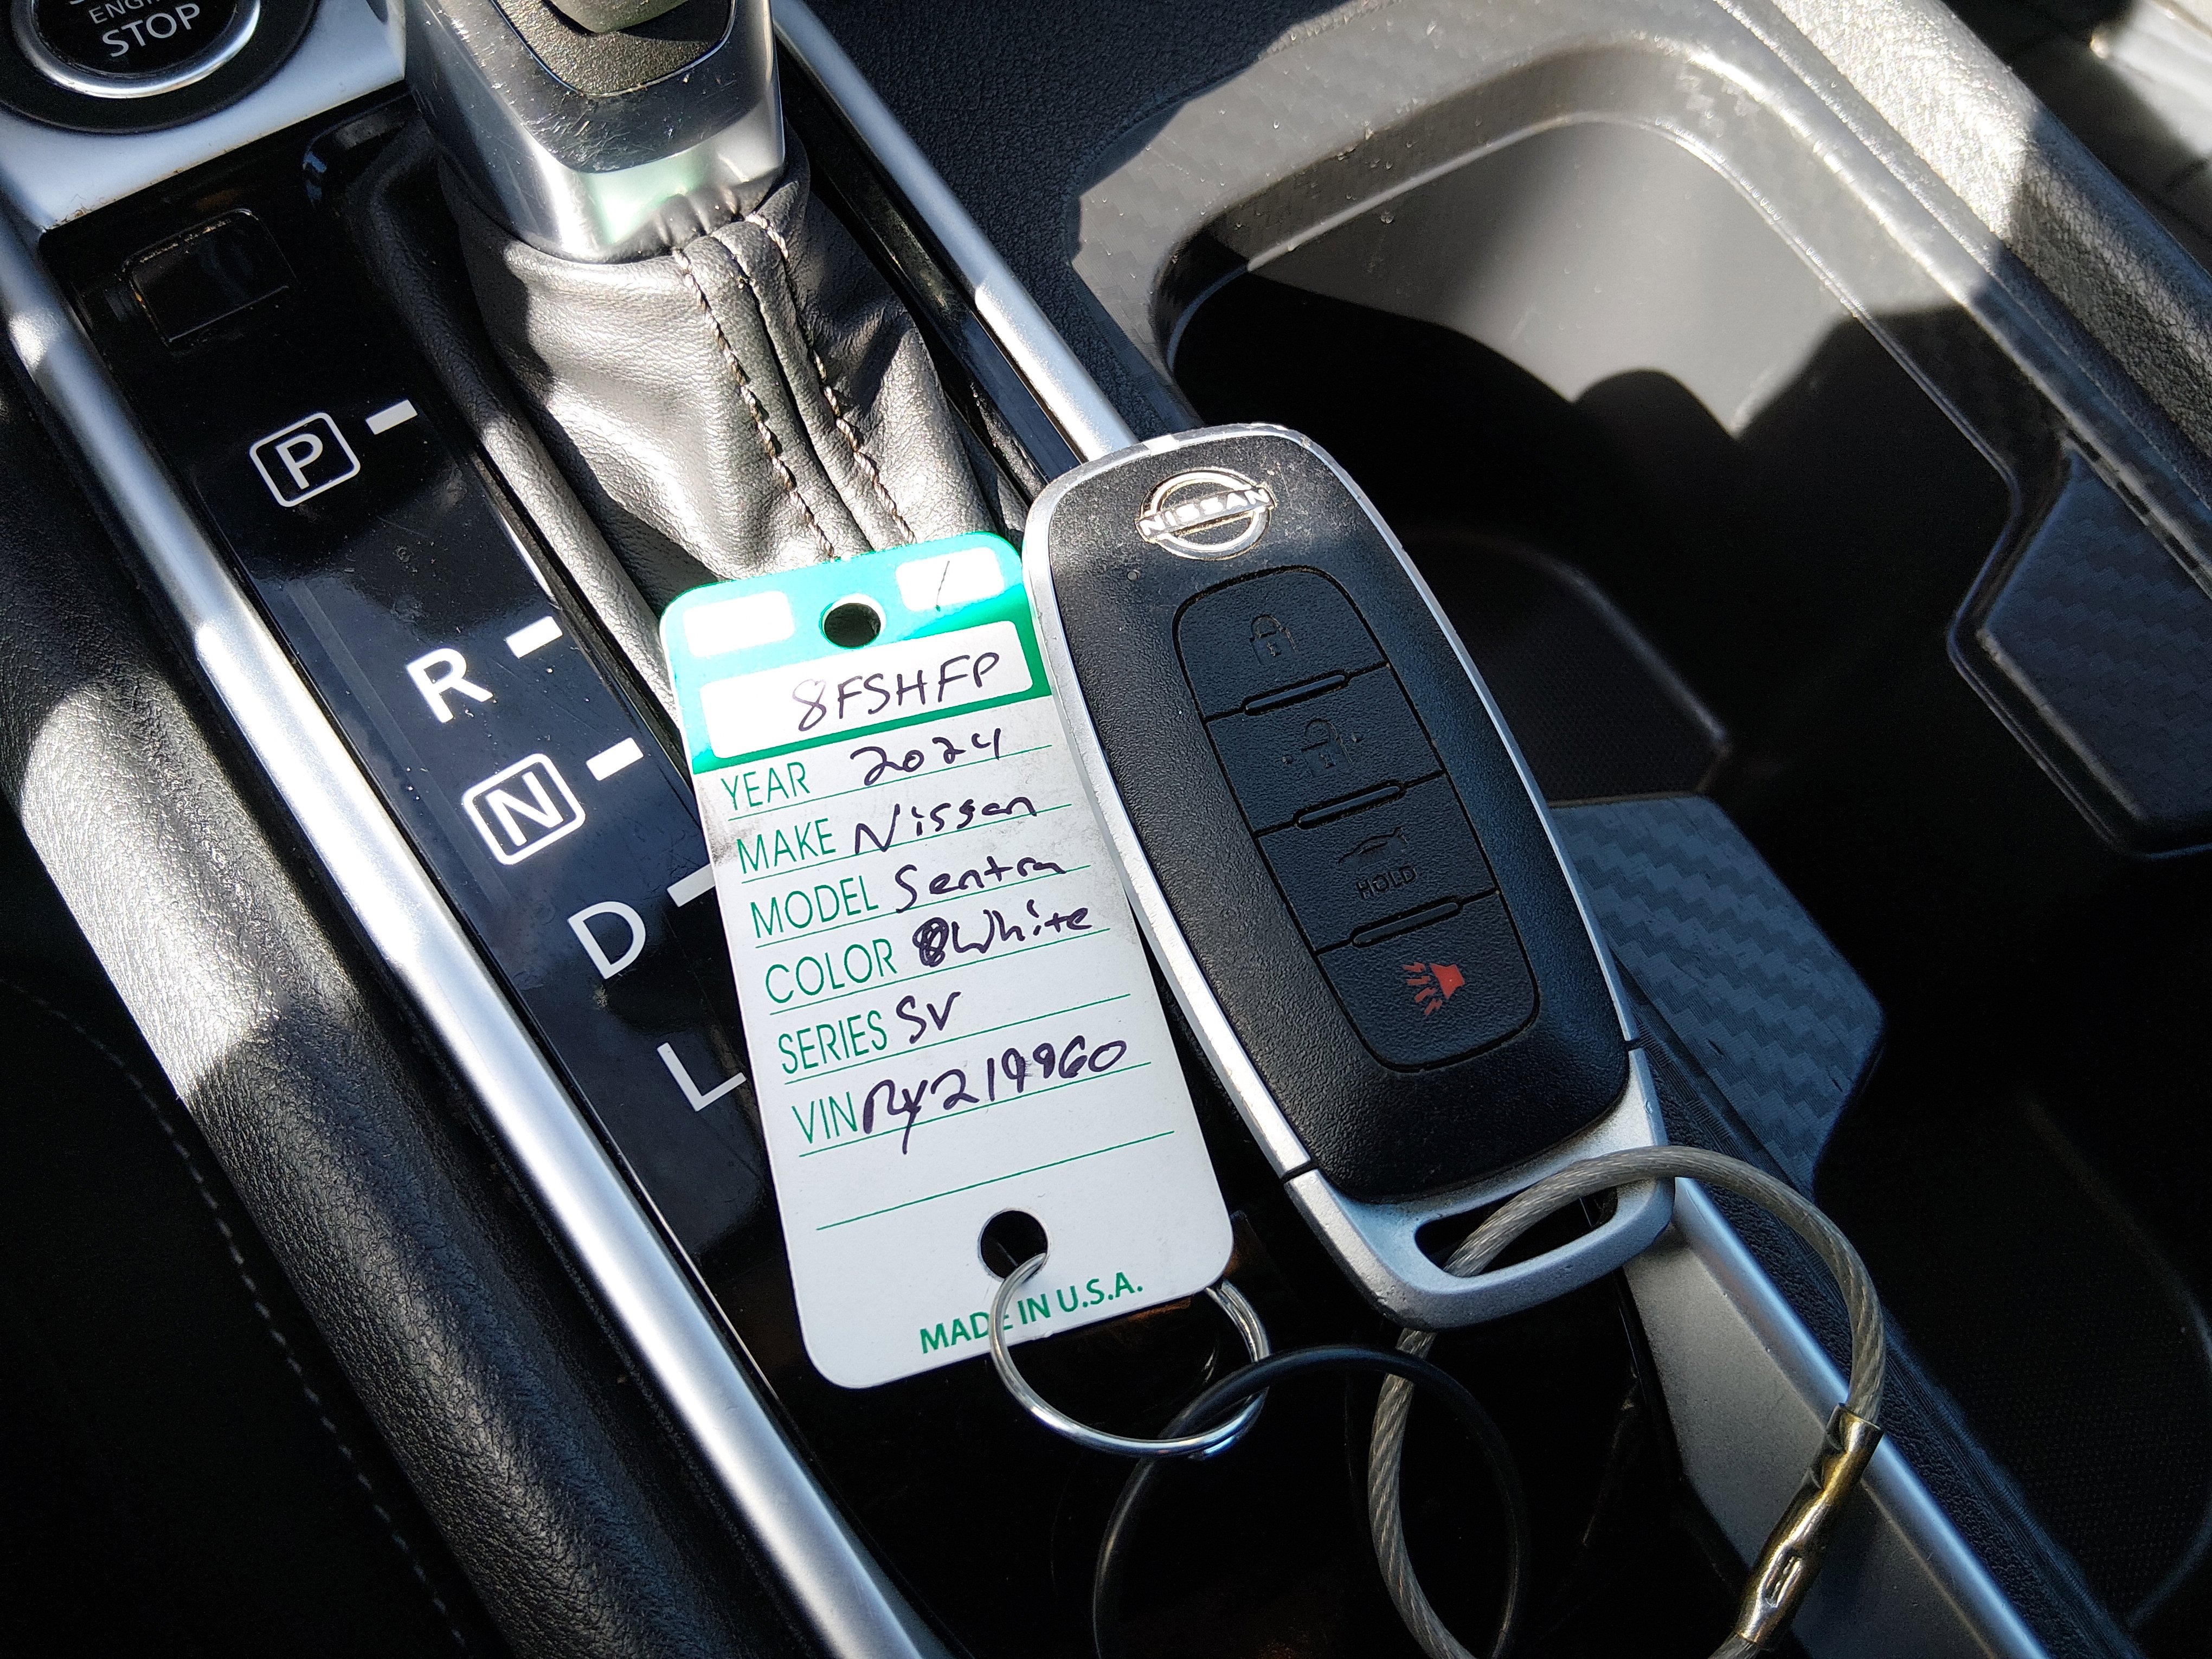 ENGINE
STOP
P
R
N
D
L
8FSHFP
YEAR 2024
MAKE Nissan
MODEL Sentra
COLOR White
SERIES SV
VIN RY219960
MADE IN U.S.A.
NISSAN
HOLD